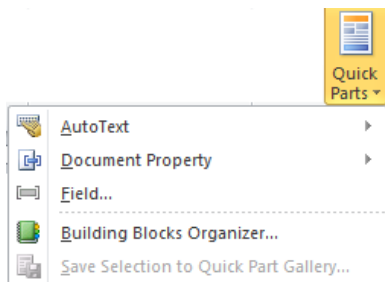 Quick
Parts
AutoText
Document Property
Field...
Building Blocks Organizer...
Save Selection to Quick Part Gallery...